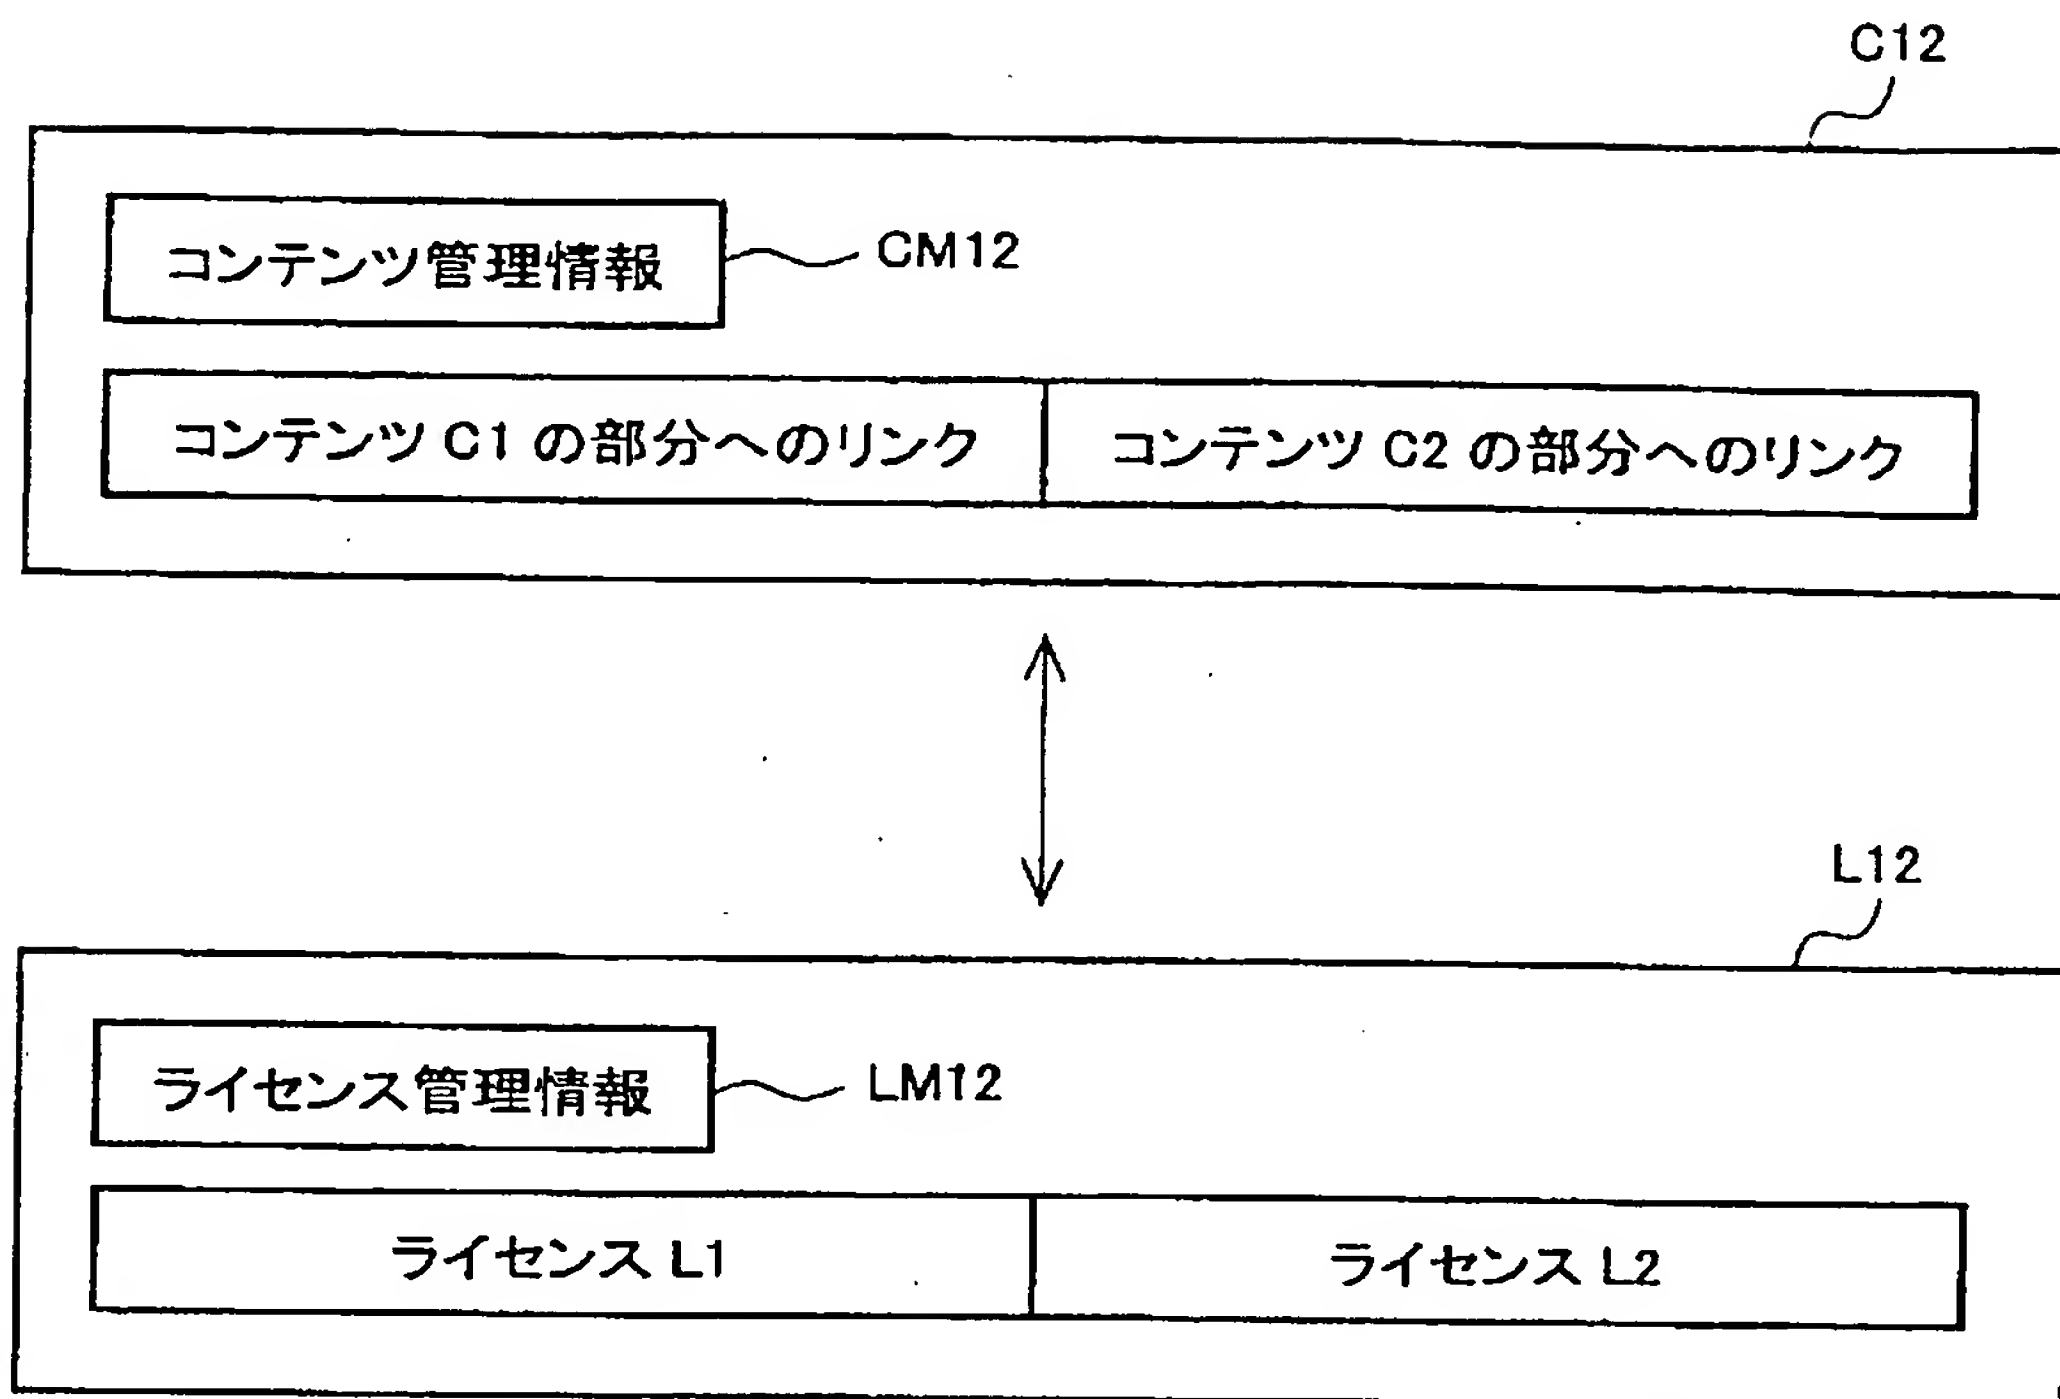 C12
コンテンツ管理情報
CM12
コンテンツ C1 の部分へのリンク
コンテンツ C2 の部分へのリンク
L12
ライセンス管理情報
LM12
ライセンス L1
ライセンス L2